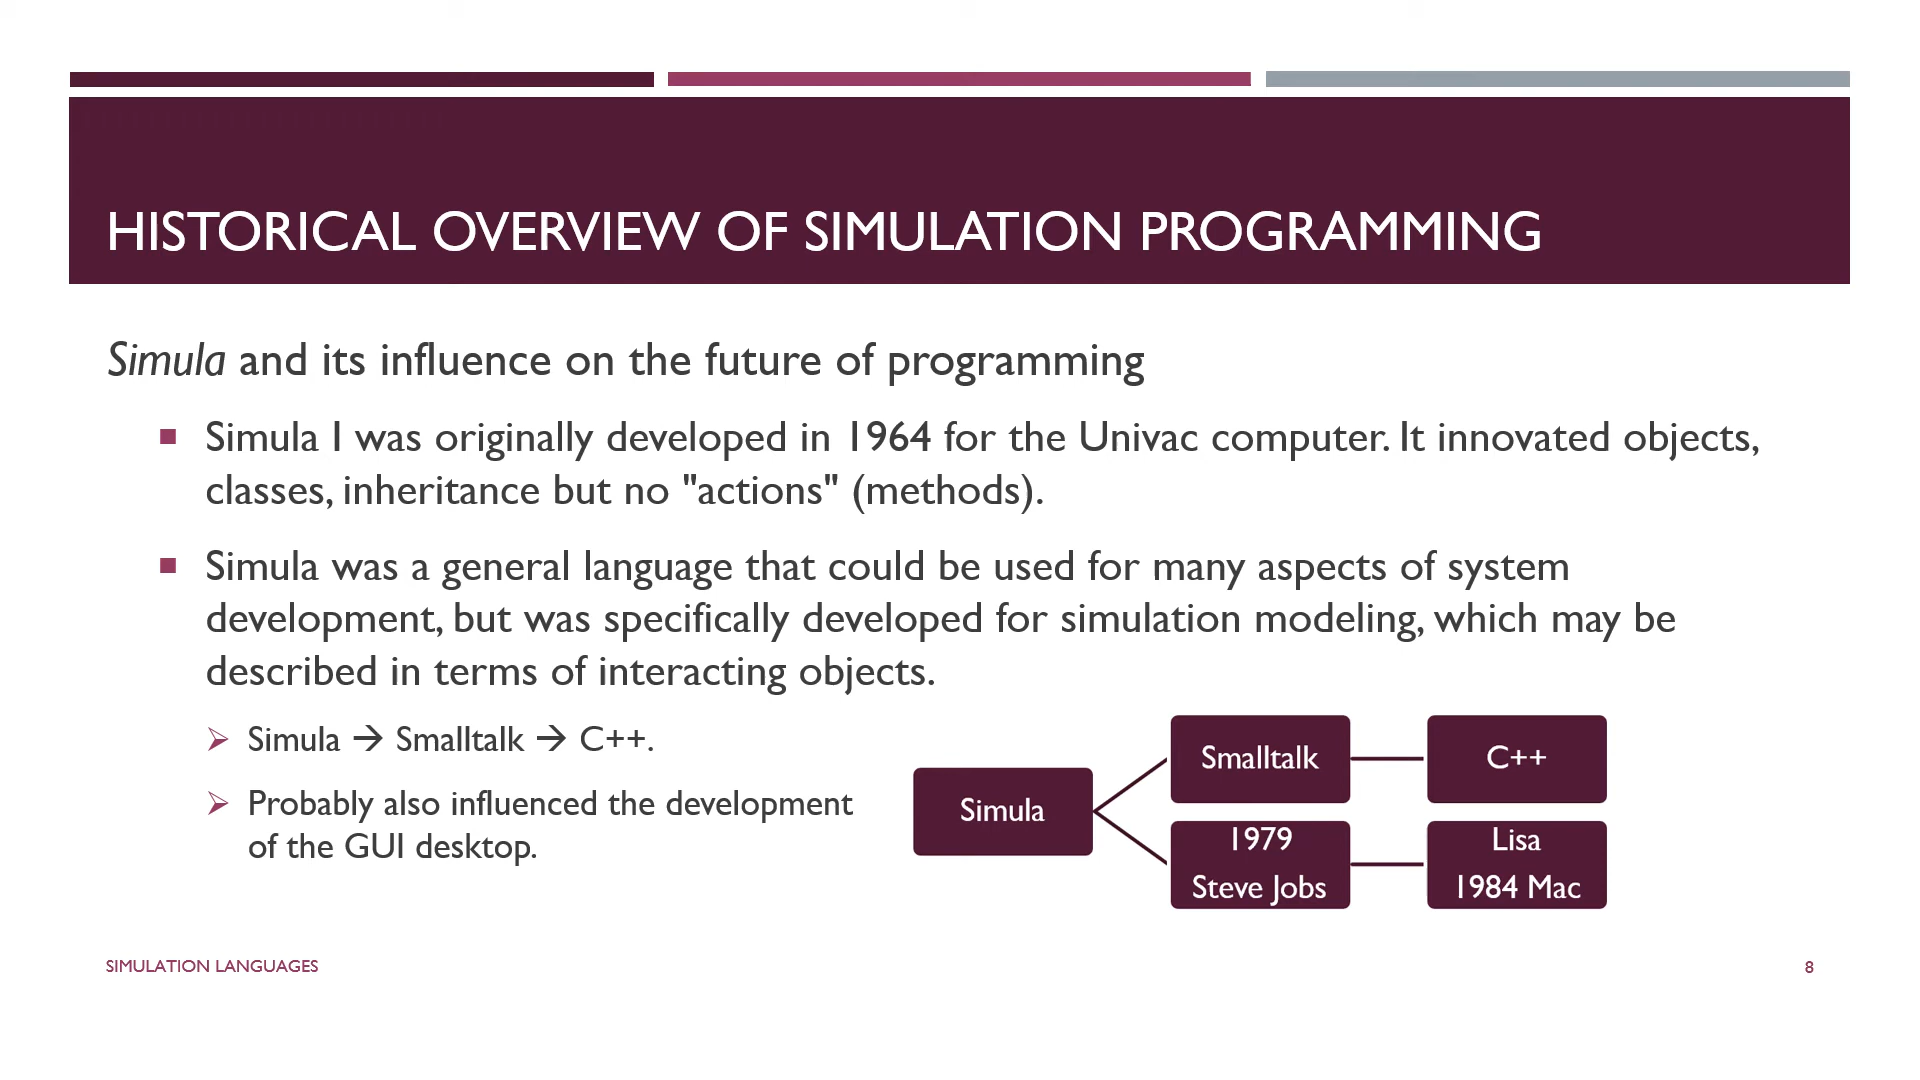 HISTORICAL OVERVIEW OF SIMULATION PROGRAMMING
Simula and its influence on the future of programming
■ Simula I was originally developed in 1964 for the Univac computer. It innovated objects,
classes, inheritance but no "actions" (methods).
■ Simula was a general language that could be used for many aspects of system
development, but was specifically developed for simulation modeling, which may be
described in terms of interacting objects.
➢ Simula → Smalltalk → C++.
➢ Probably also influenced the development
of the GUI desktop.
Simula
Smalltalk
C++
1979
Steve Jobs
Lisa
1984 Mac
SIMULATION LANGUAGES
8